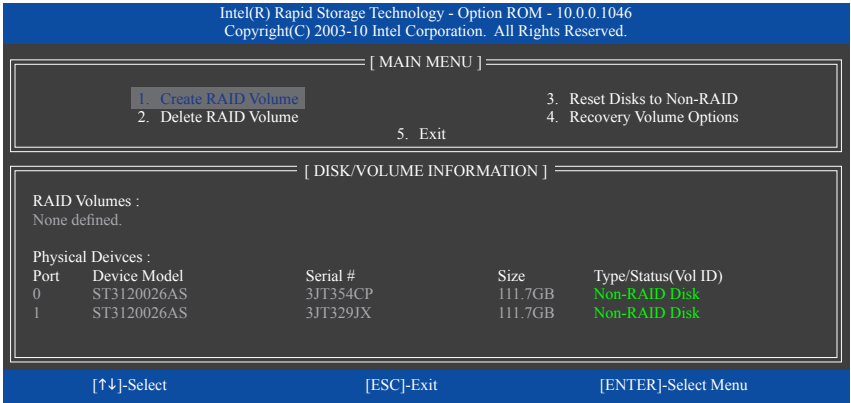 Intel(R) Rapid Storage Technology - Option ROM - 10.0.0.1046
Copyright(C) 2003-10 Intel Corporation. All Rights Reserved.
[ MAIN MENU ]
1. Create RAID Volume
3. Reset Disks to Non-RAID
2. Delete RAID Volume
4. Recovery Volume Options
5. Exit
[ DISK/VOLUME INFORMATION ]
RAID Volumes :
None defined.
Physical Deivces :
Port Device Model Serial # Size Type/Status(Vol ID)
0 ST3120026AS 3JT354CP 111.7GB Non-RAID Disk
1 ST3120026AS 3JT329JX 111.7GB Non-RAID Disk
[↑↓]-Select [ESC]-Exit [ENTER]-Select Menu